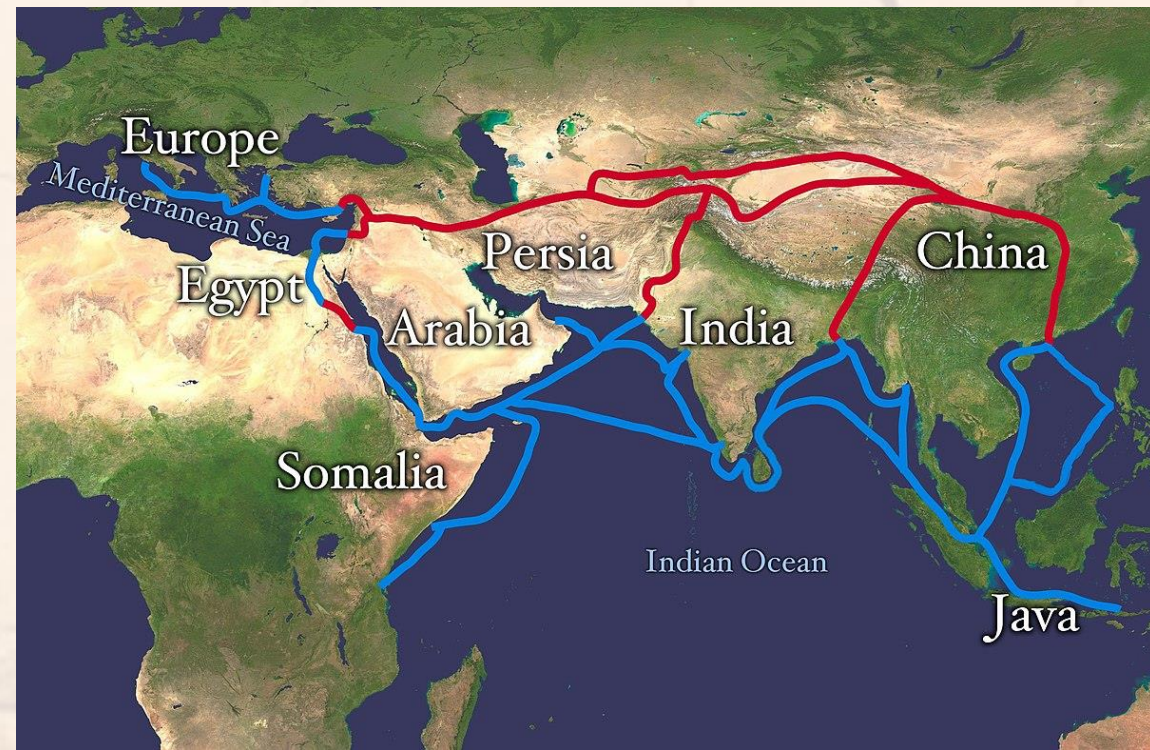 Europe
Mediterranean Sea
Egypt
Persia
Arabia
India
China
Somalia
Indian Ocean
Java